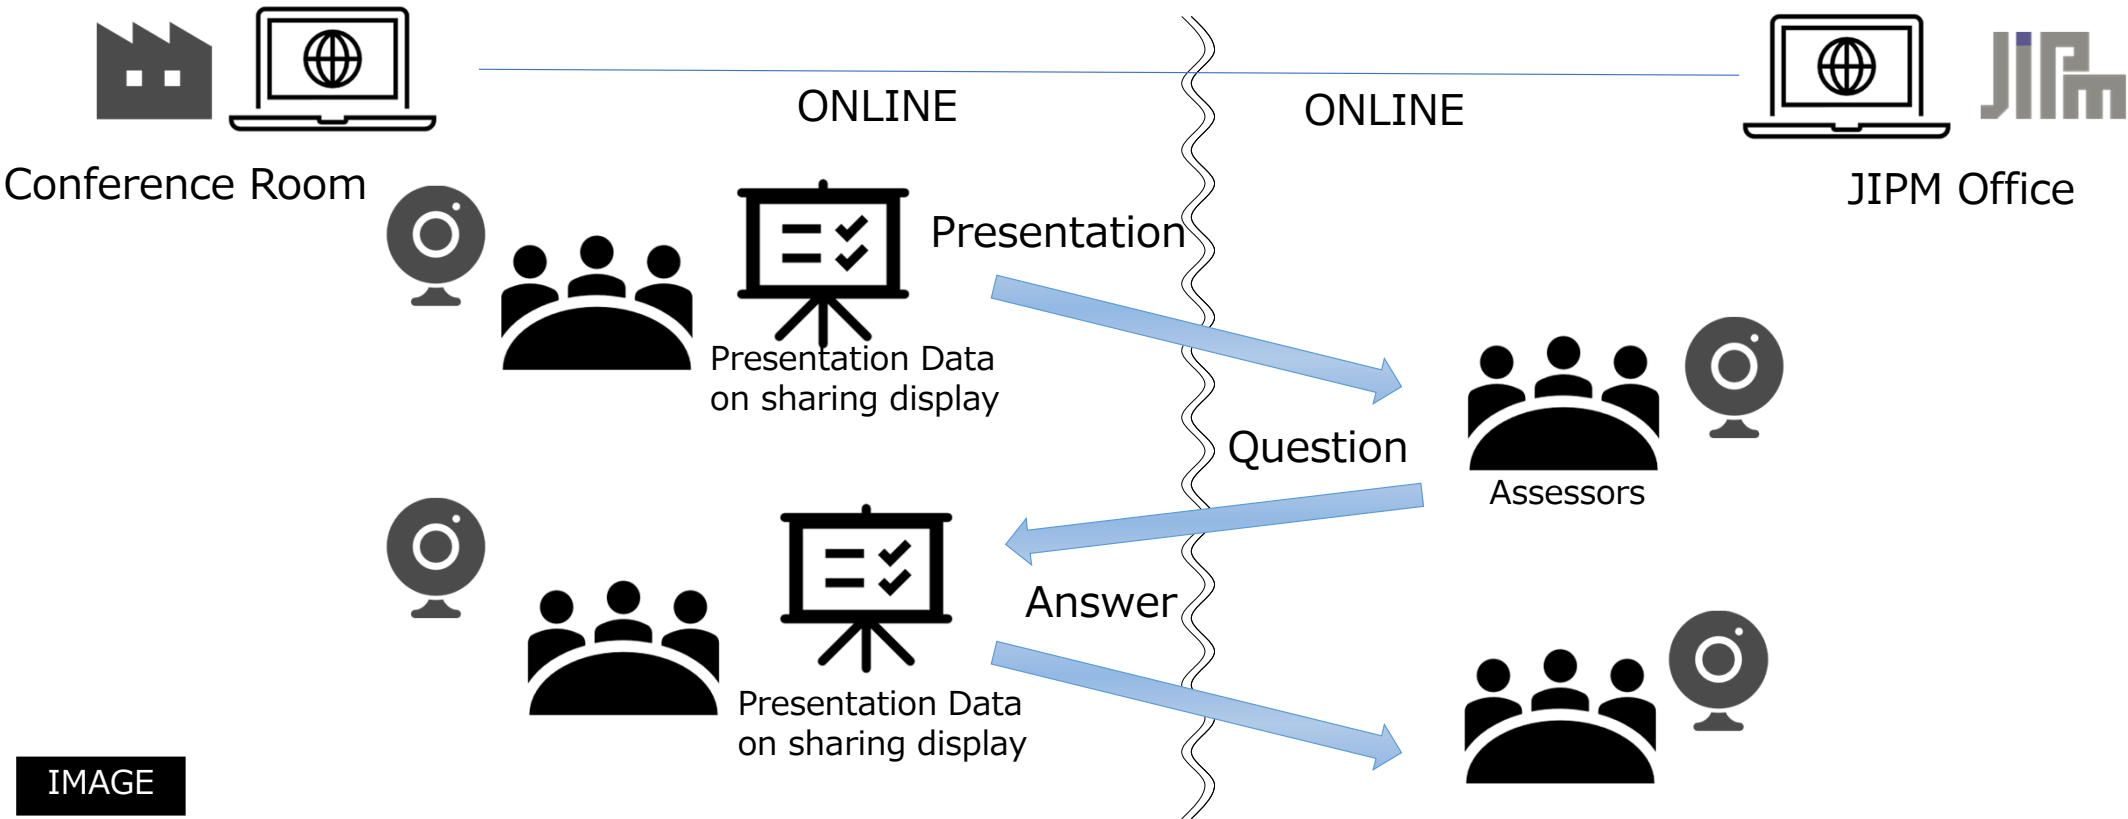 ONLINE
ONLINE
JIPm
Conference Room
JIPM Office
Presentation
Presentation Data
on sharing display
Question
Assessors
Answer
Presentation Data
on sharing display
IMAGE